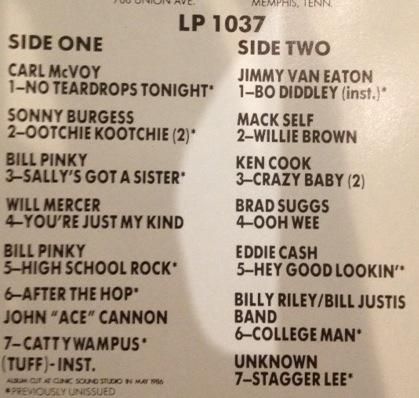 706 UNION AVE. MEMPHIS, TENN.
LP 1037
SIDE ONE
CARL McVOY
1–NO TEARDROPS TONIGHT*
SONNY BURGESS
2–OOTCHIE KOOTCHIE (2)*
BILL PINKY
3–SALLY'S GOT A SISTER*
WILL MERCER
4–YOU'RE JUST MY KIND
BILL PINKY
5–HIGH SCHOOL ROCK*
6–AFTER THE HOP*
JOHN "ACE" CANNON
7–CATTYWAMPUS*
(TUFF)-INST.
ALBUM CUT AT CLINIC SOUND STUDIO IN MAY 1986
*PREVIOUSLY UNISSUED
SIDE TWO
JIMMY VAN EATON
1–BO DIDDLEY (inst.)*
MACK SELF
2–WILLIE BROWN
KEN COOK
3–CRAZY BABY (2)
BRAD SUGGS
4–OOH WEE
EDDIE CASH
5–HEY GOOD LOOKIN'*
BILLY RILEY/BILL JUSTIS
BAND
6–COLLEGE MAN*
UNKNOWN
7–STAGGER LEE*